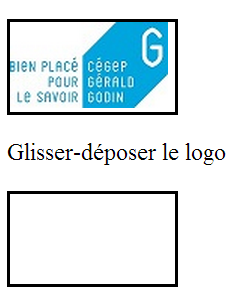 G
BIEN PLACÉ CÉGEP
POUR GÉRALD
LE SAVOIR GODIN
Glisser-déposer le logo